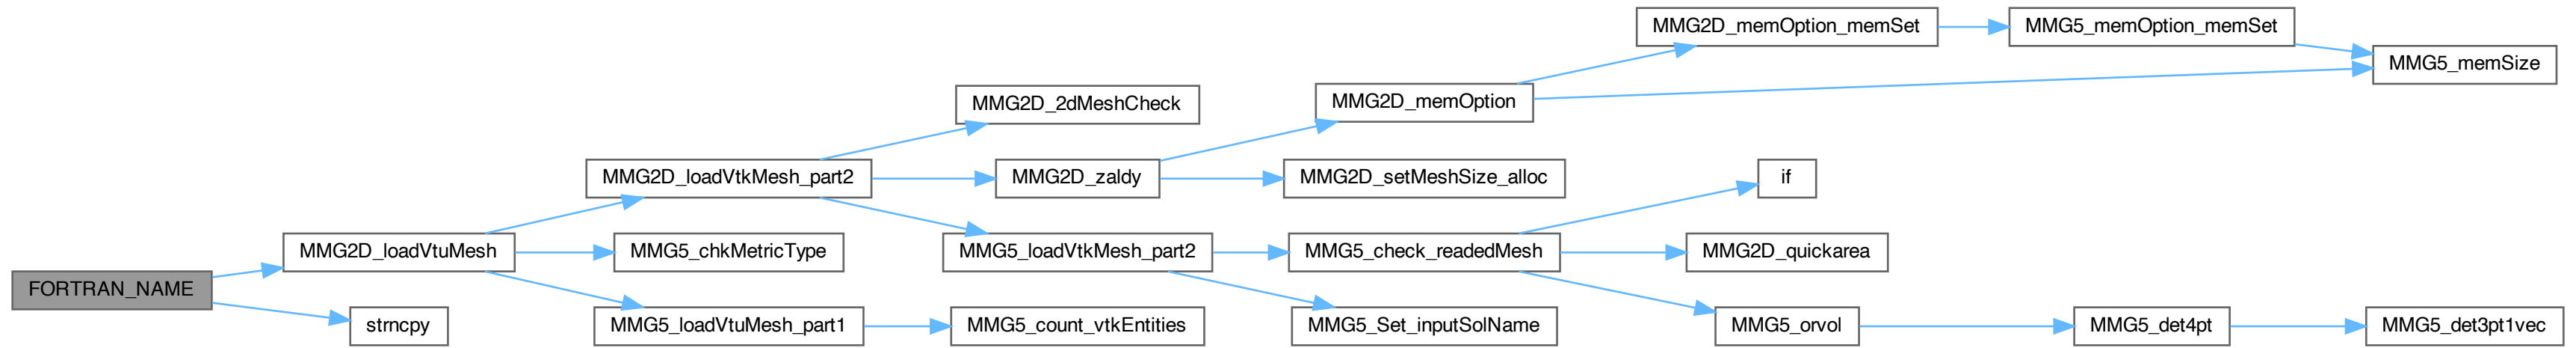 MMG2D_memOption_memSet
MMG5_memOption_memSet
MMG5_memSize
MMG2D_2dMeshCheck
MMG2D_memOption
MMG2D_loadVtkMesh_part2
MMG2D_zaldy
MMG2D_setMeshSize_alloc
if
MMG2D_loadVtuMesh
MMG5_chkMetricType
MMG5_loadVtkMesh_part2
MMG5_check_readedMesh
MMG2D_quickarea
FORTRAN_NAME
strncpy
MMG5_loadVtuMesh_part1
MMG5_count_vtkEntities
MMG5_Set_inputSolName
MMG5_orvol
MMG5_det4pt
MMG5_det3pt1vec